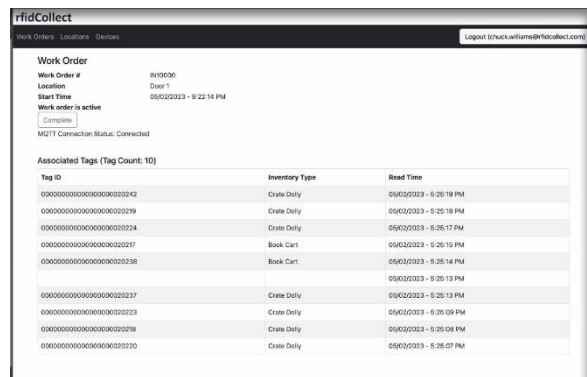 rfidCollect
Work Orders Locations Devices Logout (chuck.williams@rfidcollect.com)
Work Order
Work Order # IN10000
Location Door 1
Start Time 05/02/2023 - 9:22:14 PM
Work order is active
Complete
MQTT Connection Status: Connected
Associated Tags (Tag Count: 10)
Tag ID Inventory Type Read Time
000000000000000000020242 Crate Dolly 05/02/2023 - 5:25:19 PM
000000000000000000020219 Crate Dolly 05/02/2023 - 5:25:18 PM
000000000000000000020224 Crate Dolly 05/02/2023 - 5:25:17 PM
000000000000000000020217 Book Cart 05/02/2023 - 5:25:15 PM
000000000000000000020238 Book Cart 05/02/2023 - 5:25:14 PM
05/02/2023 - 5:25:13 PM
000000000000000000020237 Crate Dolly 05/02/2023 - 5:25:13 PM
000000000000000000020223 Crate Dolly 05/02/2023 - 5:25:09 PM
000000000000000000020218 Crate Dolly 05/02/2023 - 5:25:08 PM
000000000000000000020220 Crate Dolly 05/02/2023 - 5:25:07 PM